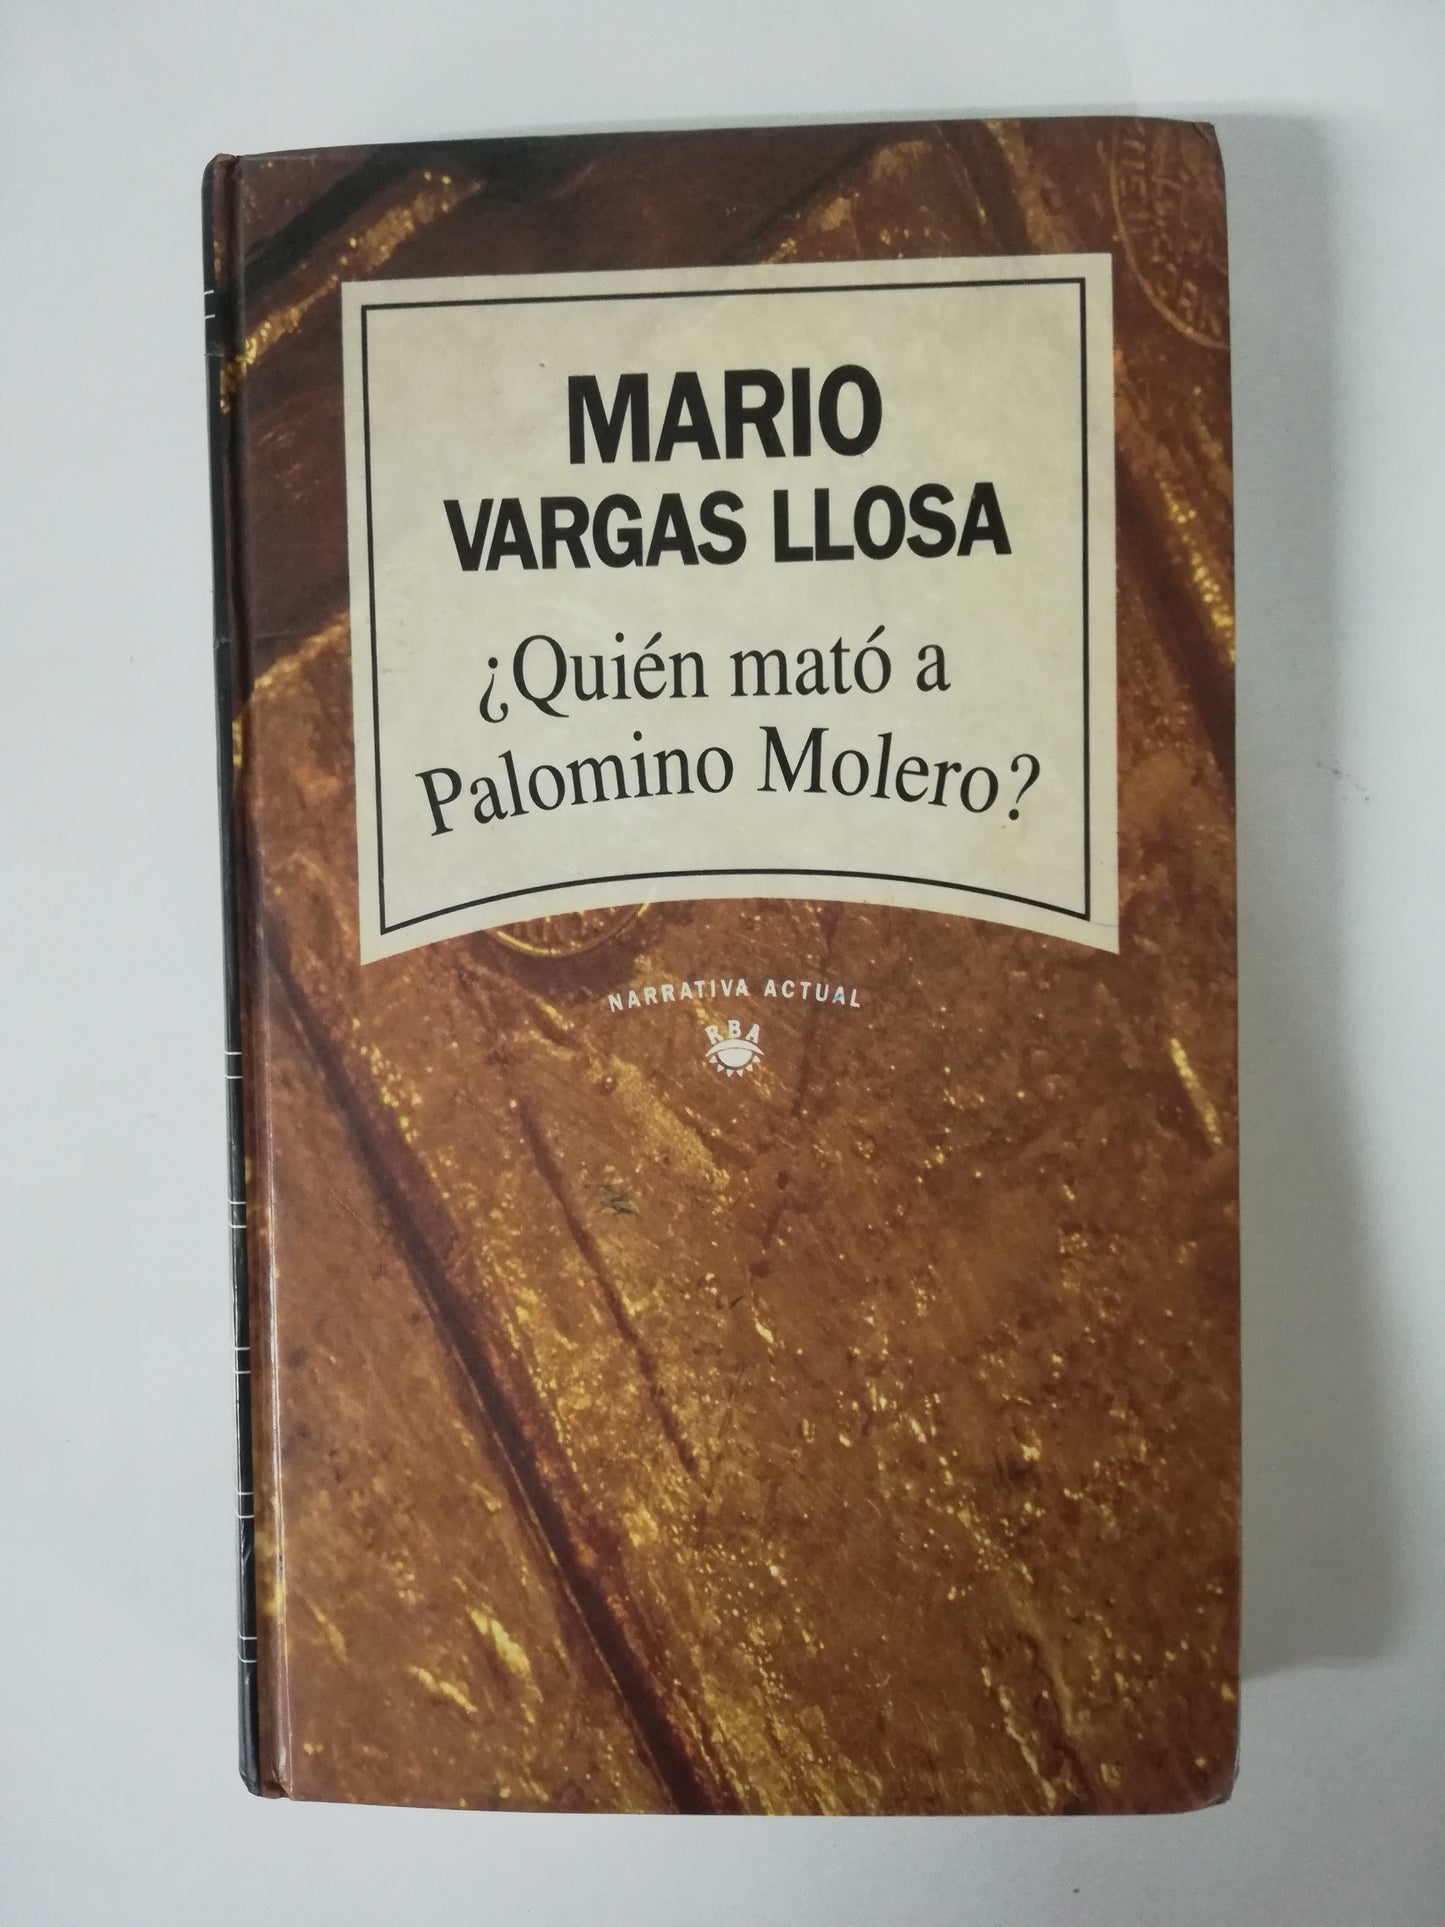 MARIO
VARGAS LLOSA
¿Quién mató a
Palomino Molero?
NARRATIVA ACTUAL
RBA